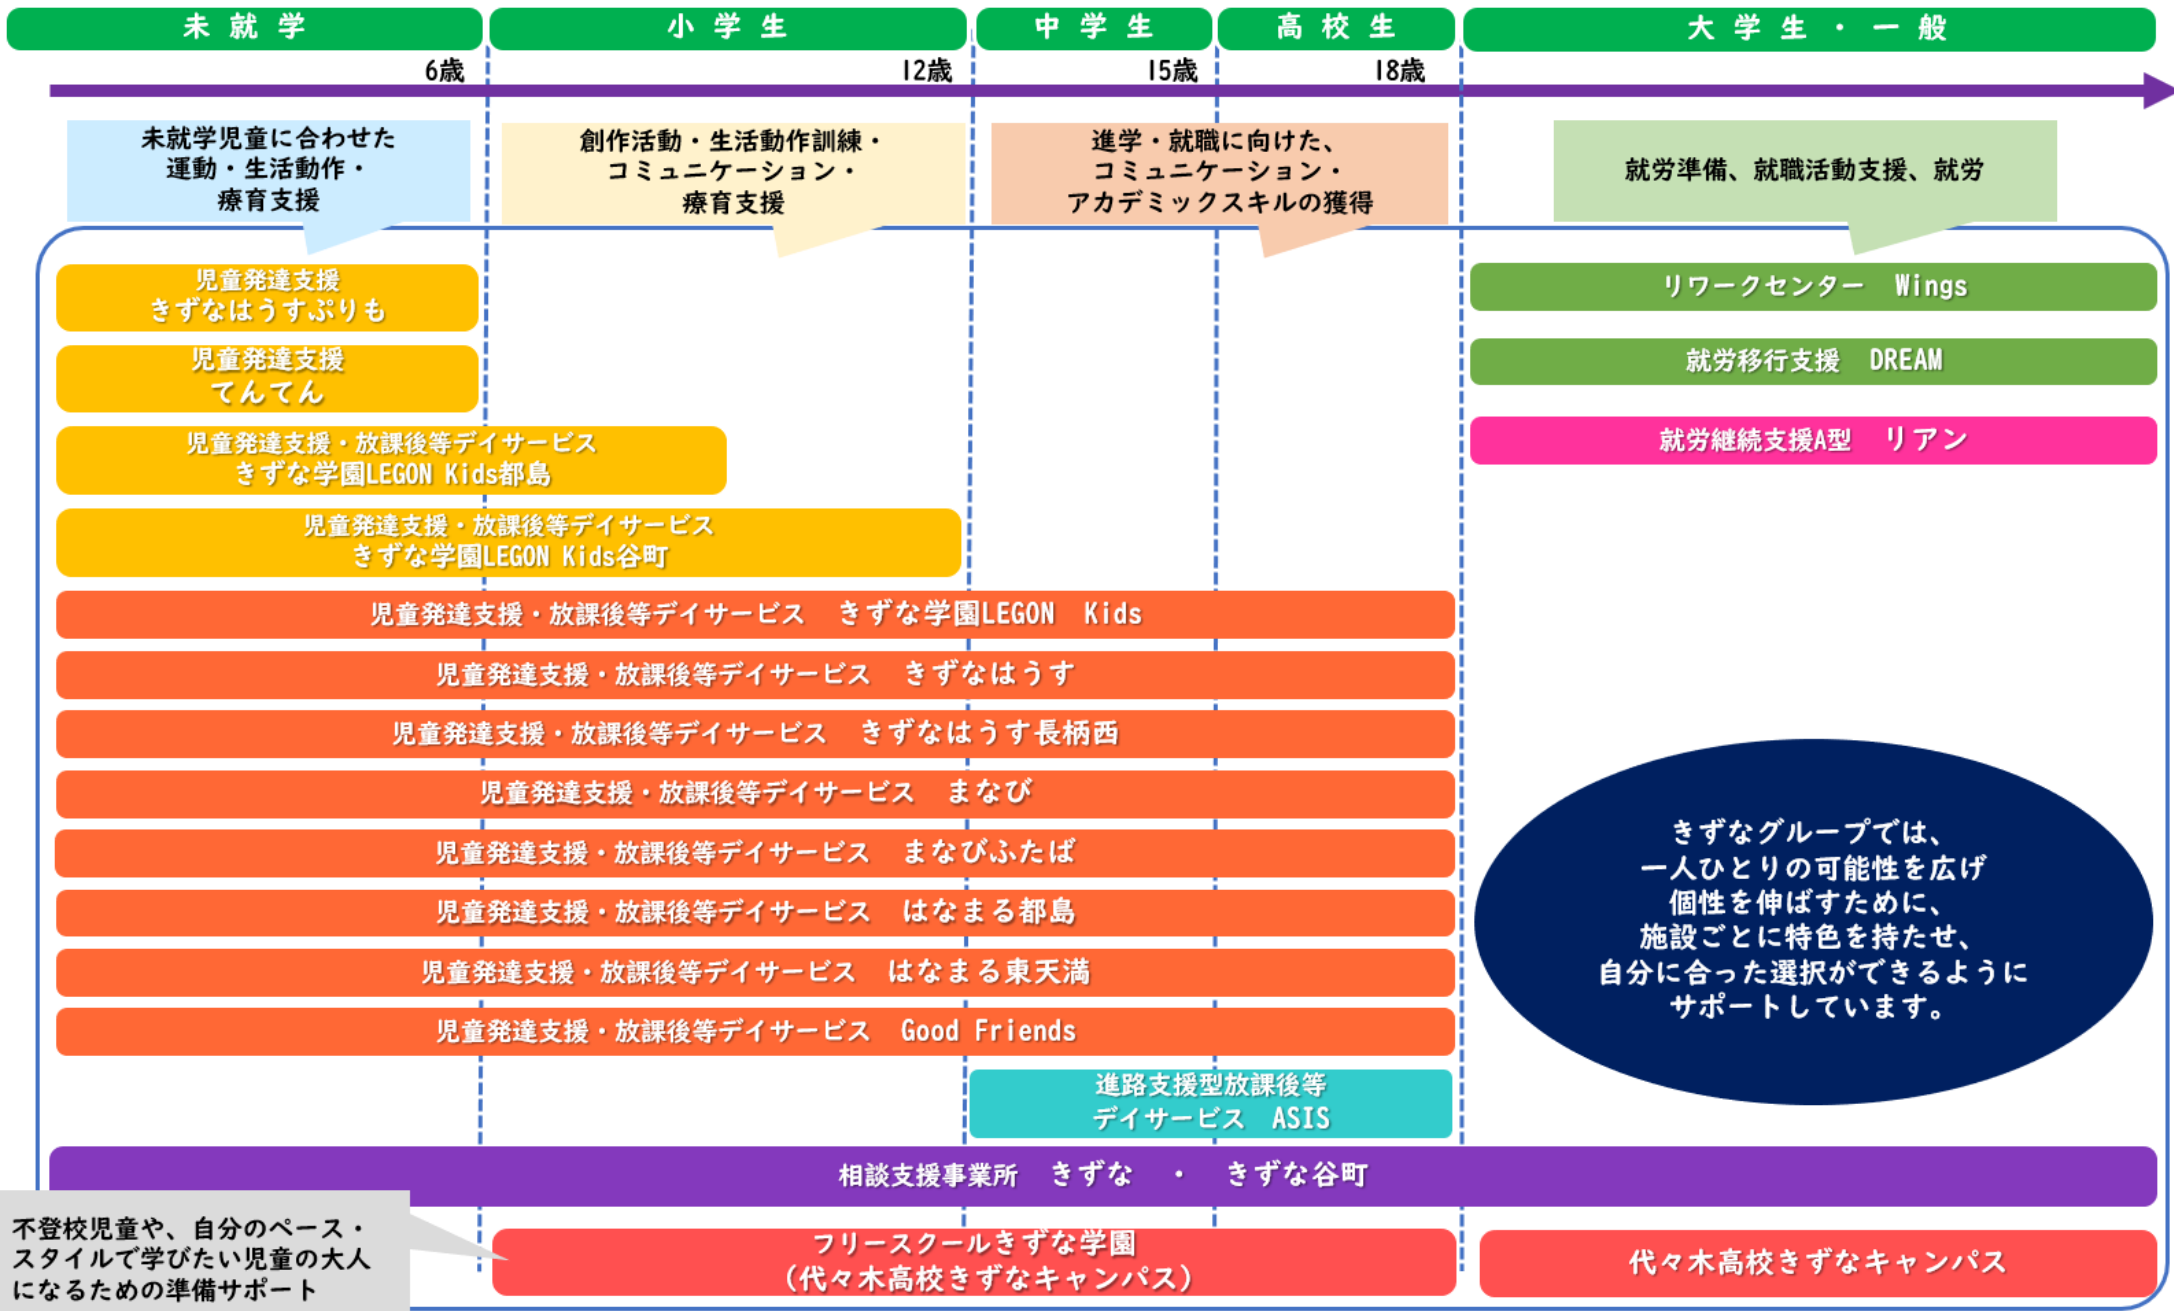 未就学
小学生
中学生
高校生
大学生・一般
6歳
12歳
15歳
18歳
未就学児童に合わせた
運動・生活動作・
療育支援
創作活動・生活動作訓練・
コミュニケーション・
療育支援
進学・就職に向けた、
コミュニケーション・
アカデミックスキルの獲得
就労準備、就職活動支援、就労
児童発達支援
きずなはうすぷりも
児童発達支援
てんてん
児童発達支援・放課後等デイサービス
きずな学園LEGON Kids都島
児童発達支援・放課後等デイサービス
きずな学園LEGON Kids谷町
児童発達支援・放課後等デイサービス　きずな学園LEGON　Kids
児童発達支援・放課後等デイサービス　きずなはうす
児童発達支援・放課後等デイサービス　きずなはうす長柄西
児童発達支援・放課後等デイサービス　まなび
児童発達支援・放課後等デイサービス　まなびふたば
児童発達支援・放課後等デイサービス　はなまる都島
児童発達支援・放課後等デイサービス　はなまる東天満
児童発達支援・放課後等デイサービス　Good Friends
進路支援型放課後等
デイサービス　ASIS
リワークセンター　Wings
就労移行支援　DREAM
就労継続支援A型　リアン
きずなグループでは、
一人ひとりの可能性を広げ
個性を伸ばすために、
施設ごとに特色を持たせ、
自分に合った選択ができるように
サポートしています。
相談支援事業所　きずな　・　きずな谷町
不登校児童や、自分のペース・
スタイルで学びたい児童の大人
になるための準備サポート
フリースクールきずな学園
（代々木高校きずなキャンパス）
代々木高校きずなキャンパス